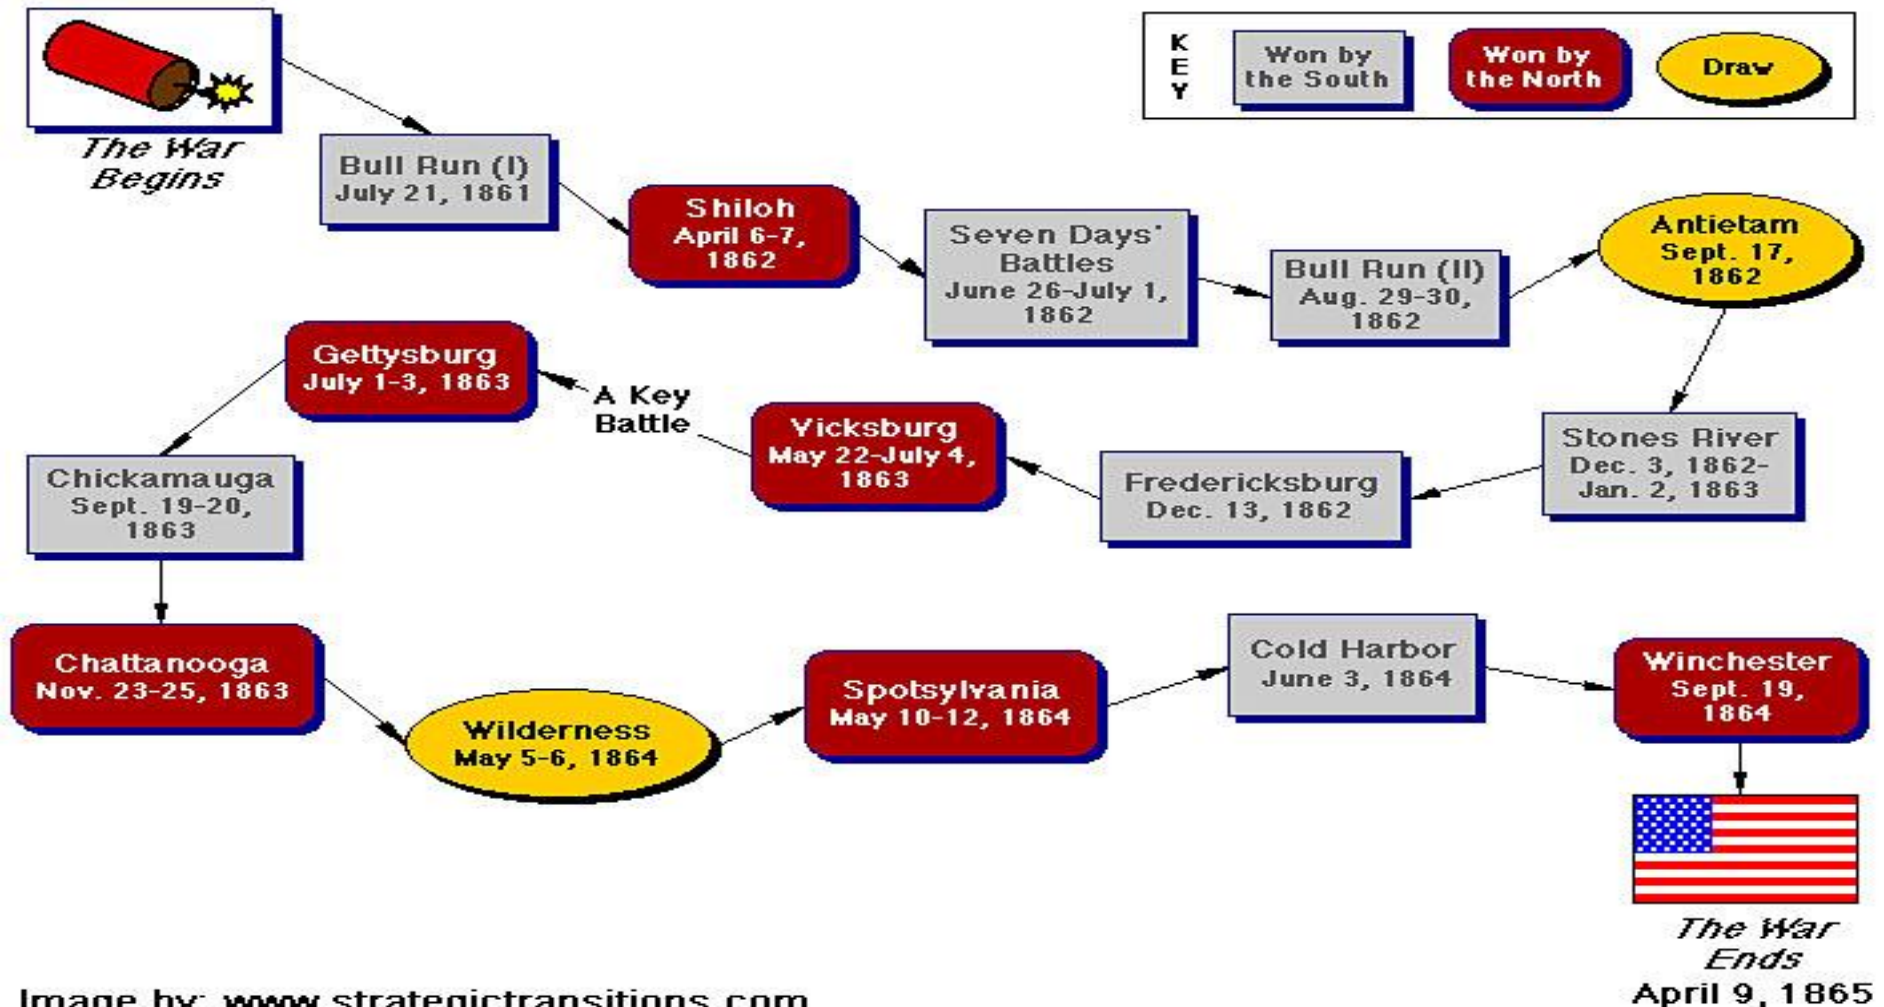 The War
Begins
K
E
Y
Won by
the South
Won by
the North
Draw
Bull Run (I)
July 21, 1861
Shiloh
April 6-7,
1862
Seven Days'
Battles
June 26-July 1,
1862
Bull Run (II)
Aug. 29-30,
1862
Antietam
Sept. 17,
1862
Stones River
Dec. 3, 1862-
Jan. 2, 1863
Fredericksburg
Dec. 13, 1862
Vicksburg
May 22-July 4,
1863
A Key
Battle
Gettysburg
July 1-3, 1863
Chickamauga
Sept. 19-20,
1863
Chattanooga
Nov. 23-25, 1863
Wilderness
May 5-6, 1864
Spotsylvania
May 10-12, 1864
Cold Harbor
June 3, 1864
Winchester
Sept. 19,
1864
The War
Ends
April 9, 1865
Image by: www.strategictransitions.com